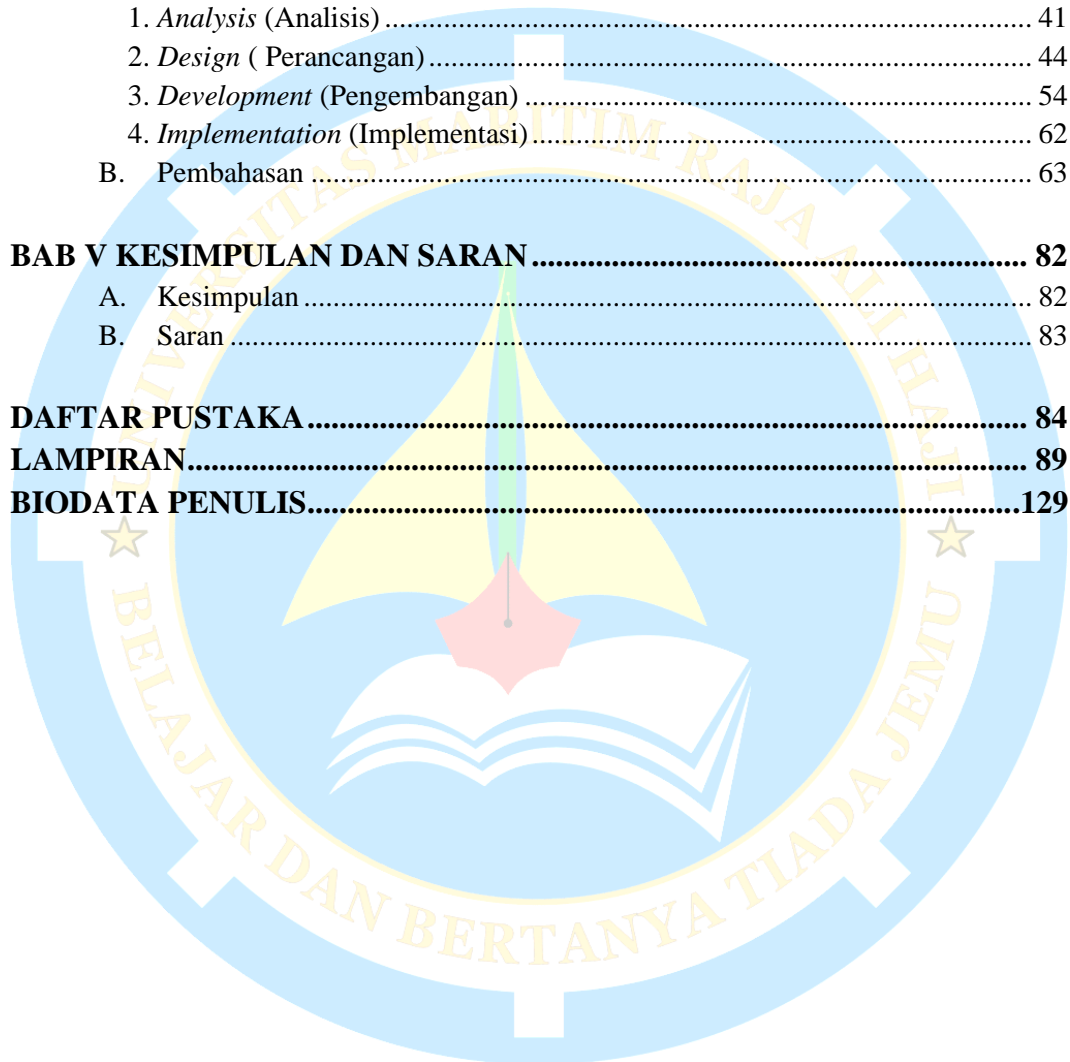 1. Analysis (Analisis) ........................................................................................ 41
2. Design ( Perancangan) .................................................................................. 44
3. Development (Pengembangan) ..................................................................... 54
4. Implementation (Implementasi) .................................................................... 62
B. Pembahasan .................................................................................................. 63
BAB V KESIMPULAN DAN SARAN ................................................................ 82
A. Kesimpulan ................................................................................................... 82
B. Saran ............................................................................................................. 83
DAFTAR PUSTAKA ........................................................................................... 84
LAMPIRAN .......................................................................................................... 89
BIODATA PENULIS ........................................................................................... 129
UNIVERSITAS MARITIM RAJA ALI HAJI
BELAJAR DAN BERTANYA TIADA JEMU